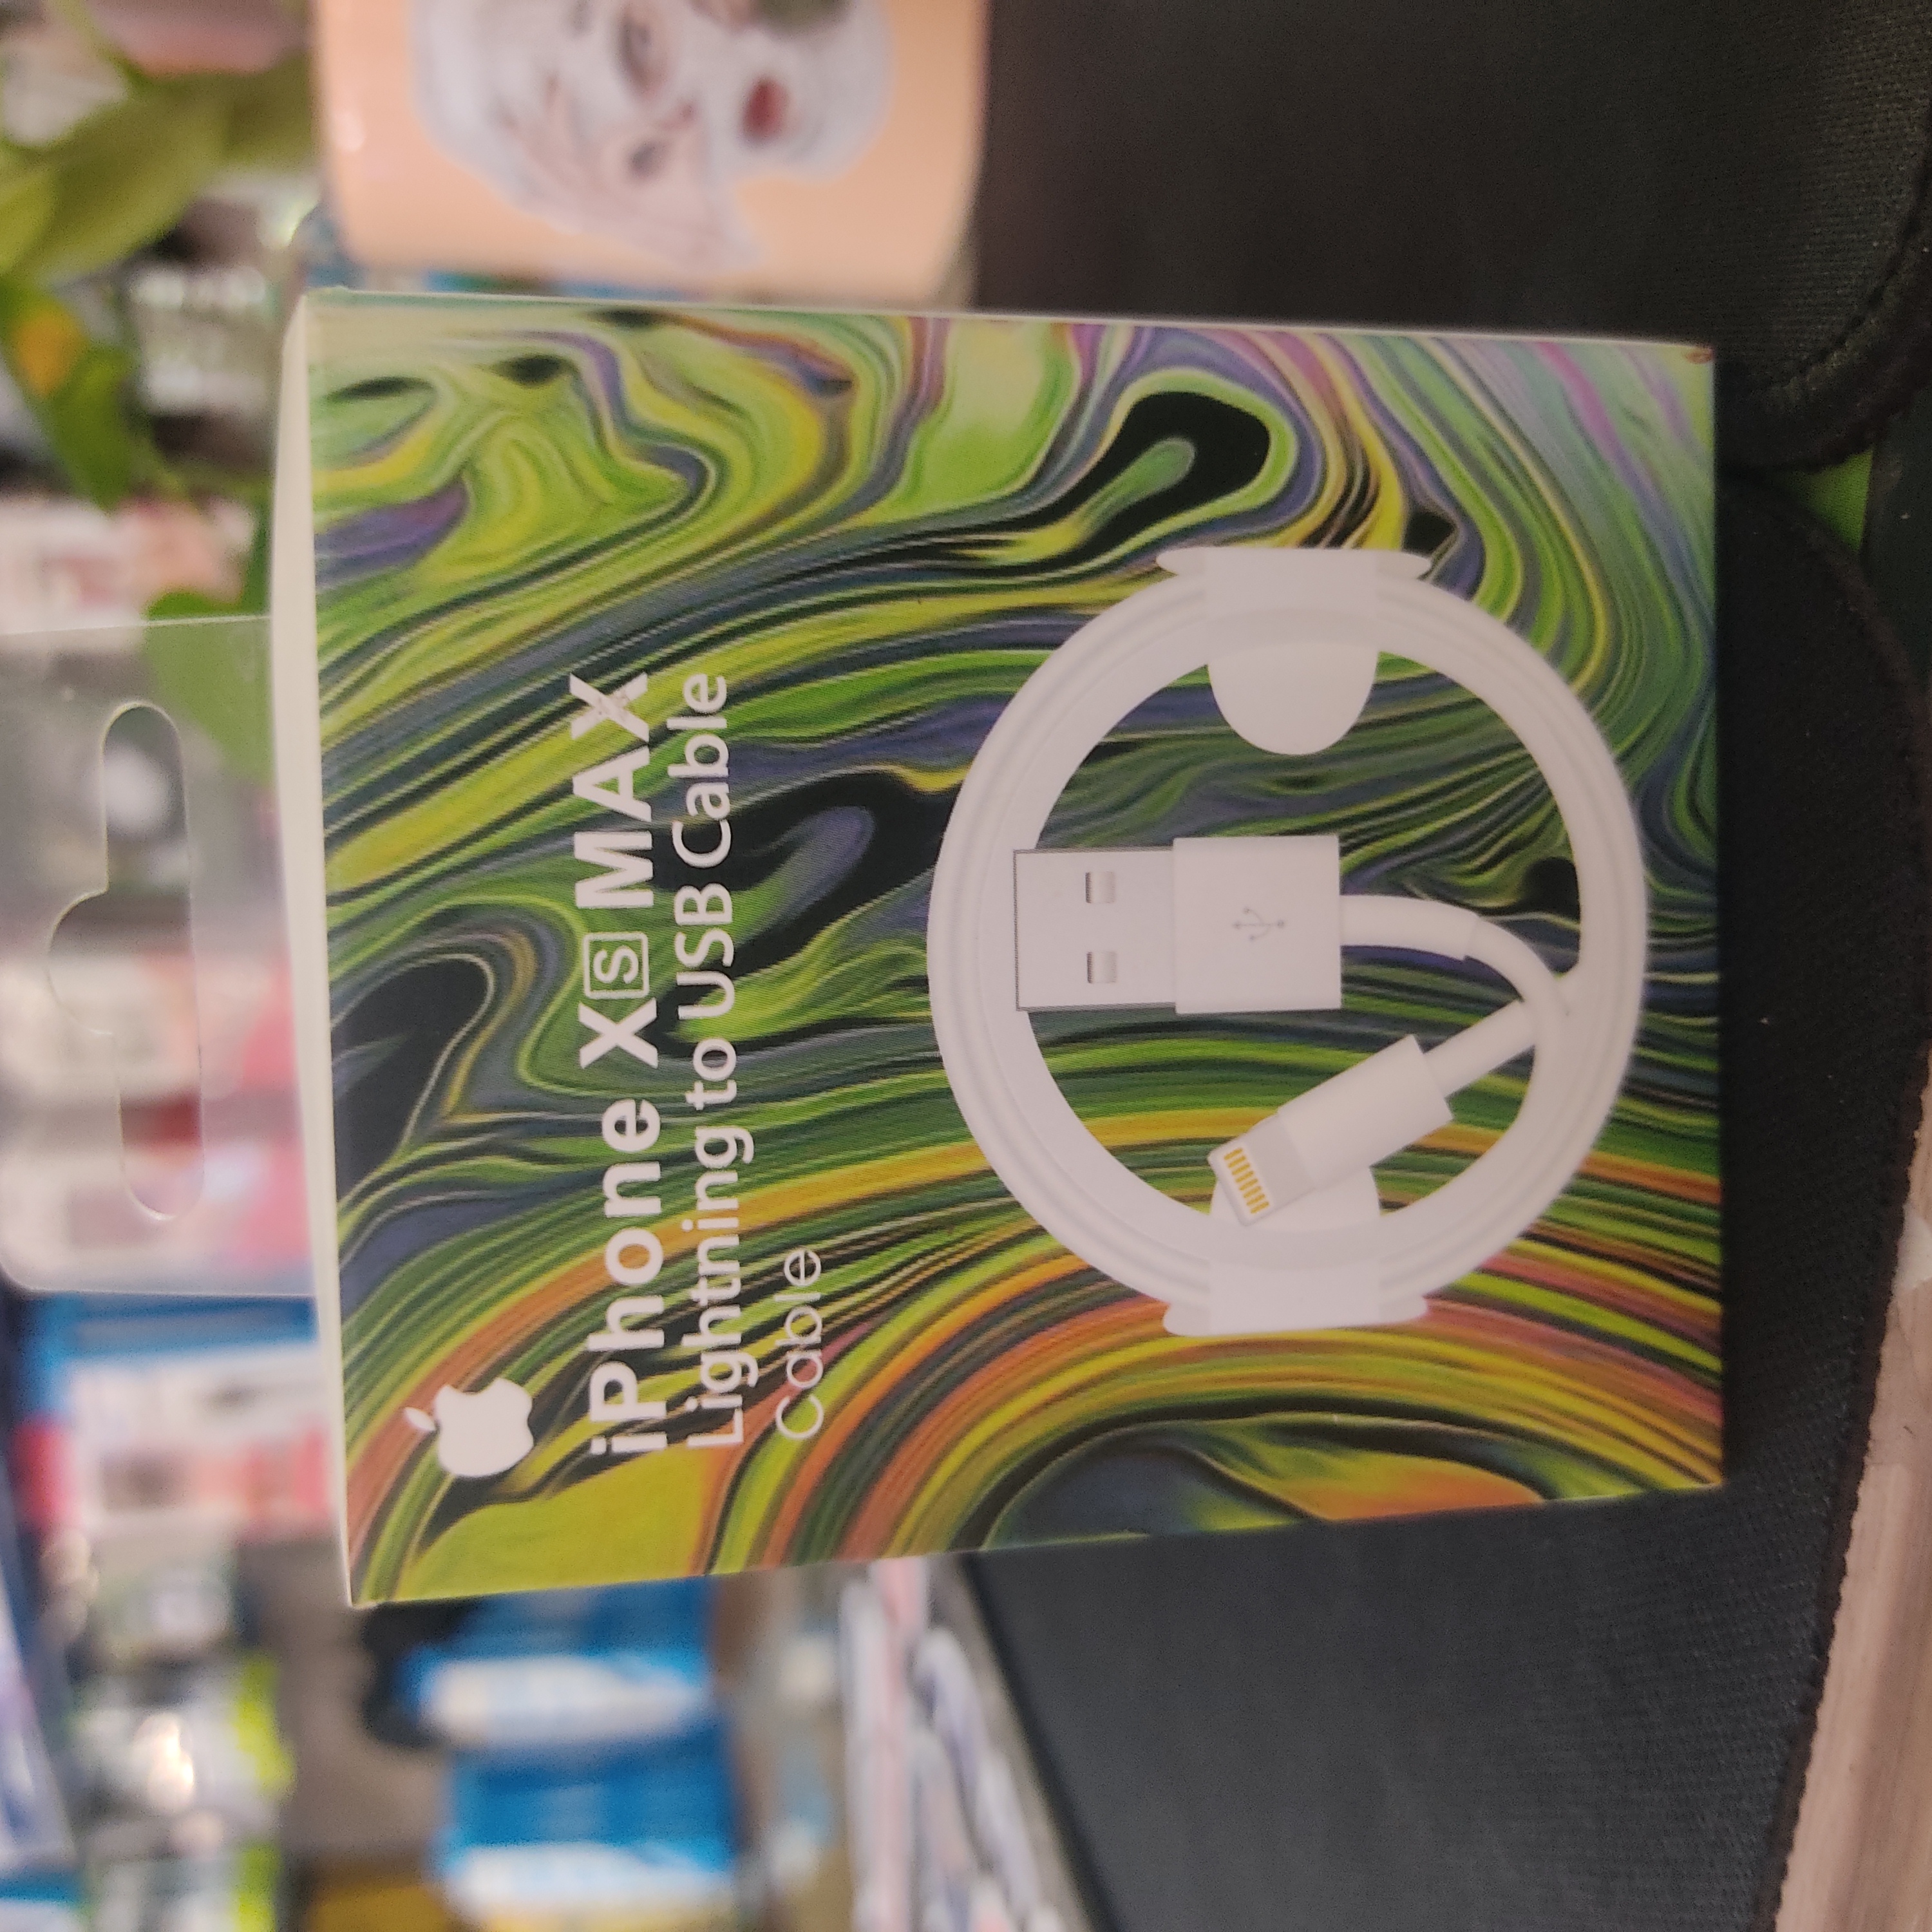 iPhone XS MAX
Lightning to USB Cable
Cable